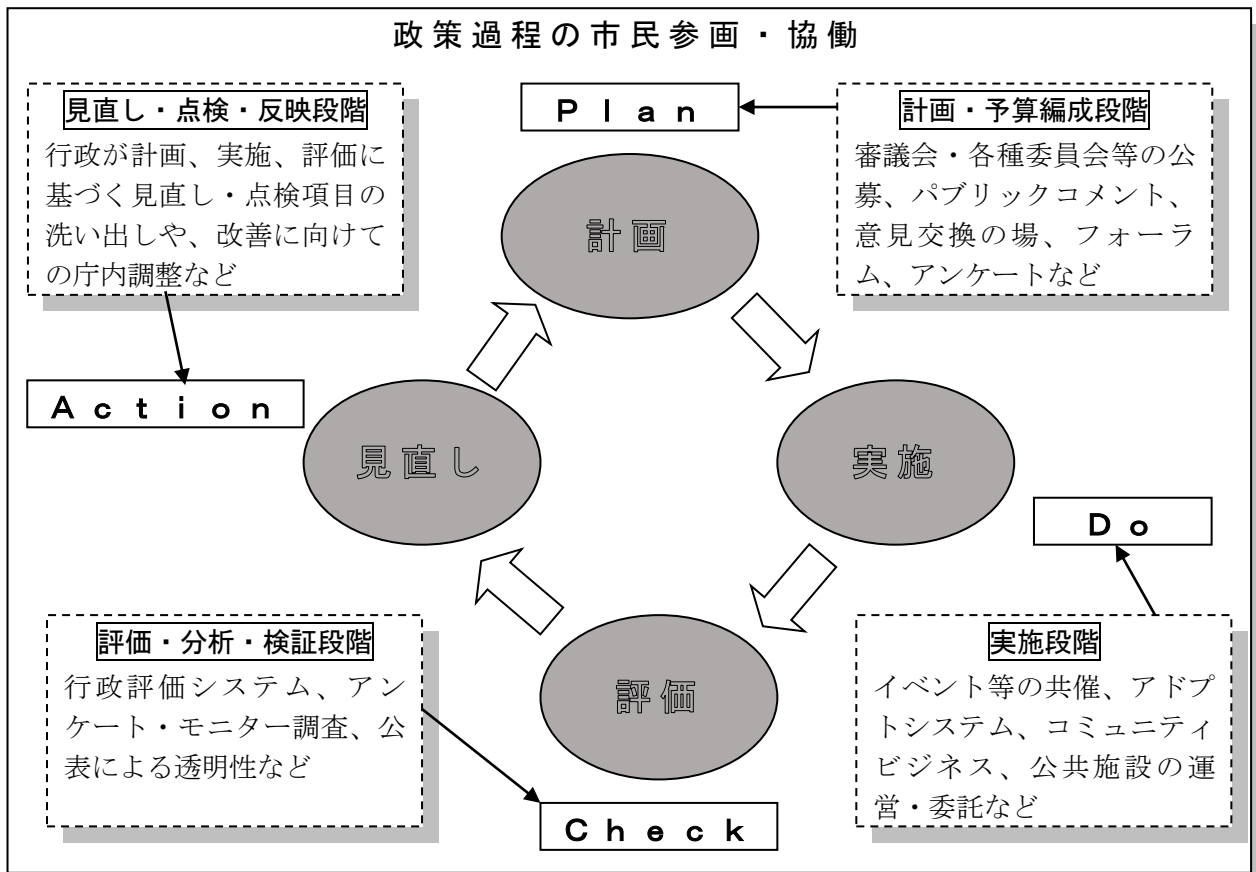 政策過程の市民参画・協働
見直し・点検・反映段階
行政が計画、実施、評価に
基づく見直し・点検項目の
洗い出しや、改善に向けて
の庁内調整など
Plan
計画・予算編成段階
審議会・各種委員会等の公
募、パブリックコメント、
意見交換の場、フォーラ
ム、アンケートなど
計画
Action
見直し
実施
Do
評価・分析・検証段階
行政評価システム、アン
ケート・モニター調査、公
表による透明性など
評価
Check
実施段階
イベント等の共催、アドプ
トシステム、コミュニティ
ビジネス、公共施設の運
営・委託など